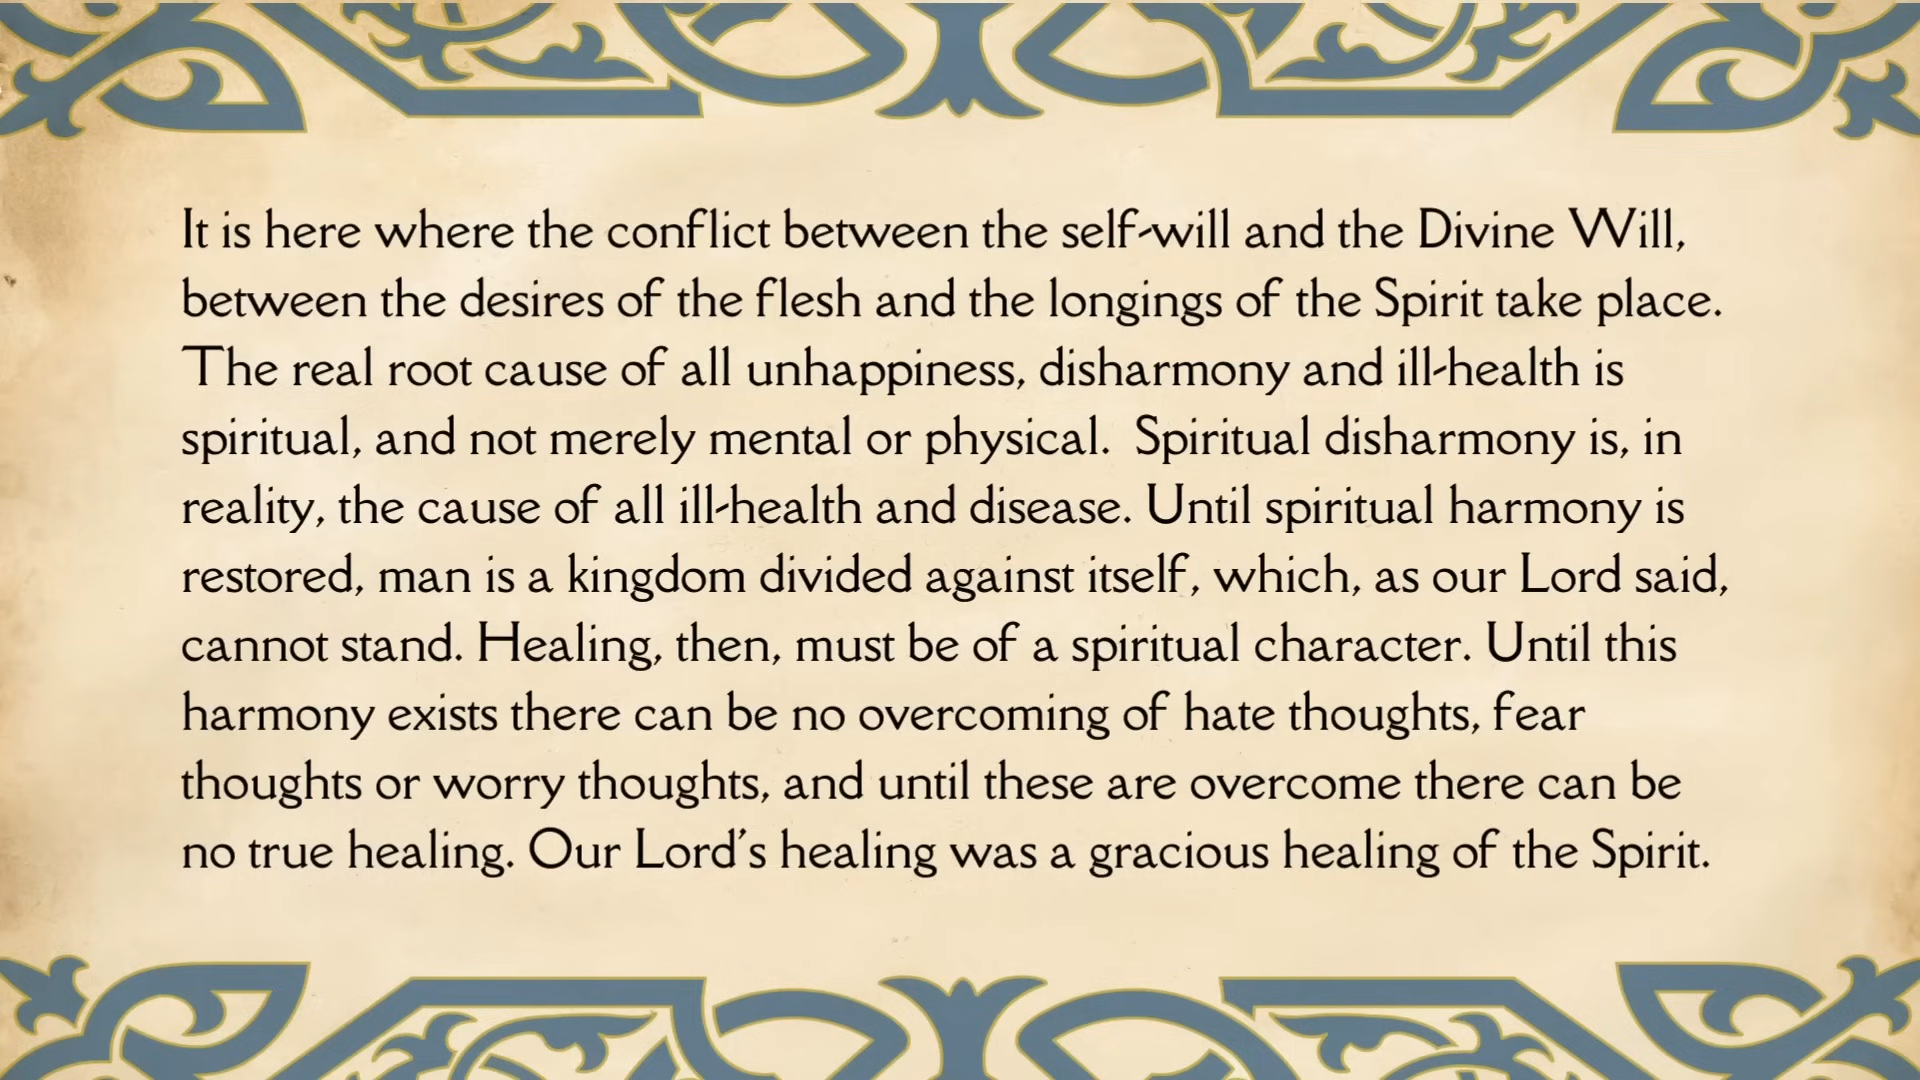 It is here where the conflict between the self-will and the Divine Will,
between the desires of the flesh and the longings of the Spirit take place.
The real root cause of all unhappiness, disharmony and ill-health is
spiritual, and not merely mental or physical.  Spiritual disharmony is, in
reality, the cause of all ill-health and disease. Until spiritual harmony is
restored, man is a kingdom divided against itself, which, as our Lord said,
cannot stand. Healing, then, must be of a spiritual character. Until this
harmony exists there can be no overcoming of hate thoughts, fear
thoughts or worry thoughts, and until these are overcome there can be
no true healing. Our Lord’s healing was a gracious healing of the Spirit.